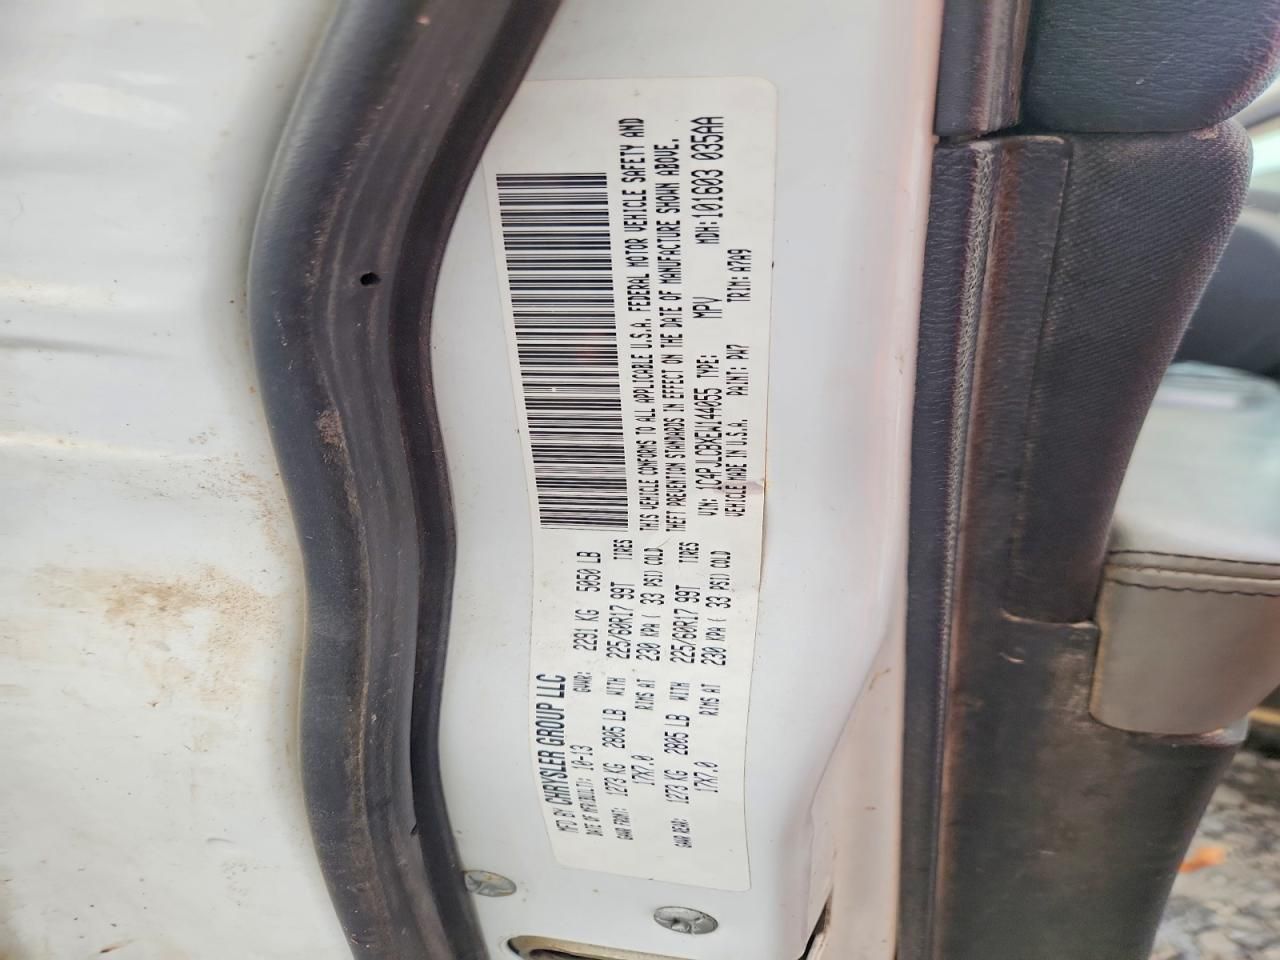 MFD BY CHRYSLER GROUP LLC
DATE OF MFR(BUILT): 10-13 GVWR: 2291 KG 5050 LB
GAWR FRONT: 1273 KG 2805 LB WITH 225/60R17 99T TIRES
17X7.0 RIMS AT 230 KPA ( 33 PSI) COLD
GAWR REAR: 1273 KG 2805 LB WITH 225/60R17 99T TIRES
17X7.0 RIMS AT 230 KPA ( 33 PSI) COLD
THIS VEHICLE CONFORMS TO ALL APPLICABLE U.S.A. FEDERAL MOTOR VEHICLE SAFETY AND
THEFT PREVENTION STANDARDS IN EFFECT ON THE DATE OF MANUFACTURE SHOWN ABOVE.
VIN: 1C4PJLCBXEW144055 TYPE: MPV MDH:101603 035AA
VEHICLE MADE IN U.S.A. PAINT: PW7 TRIM: A7A9